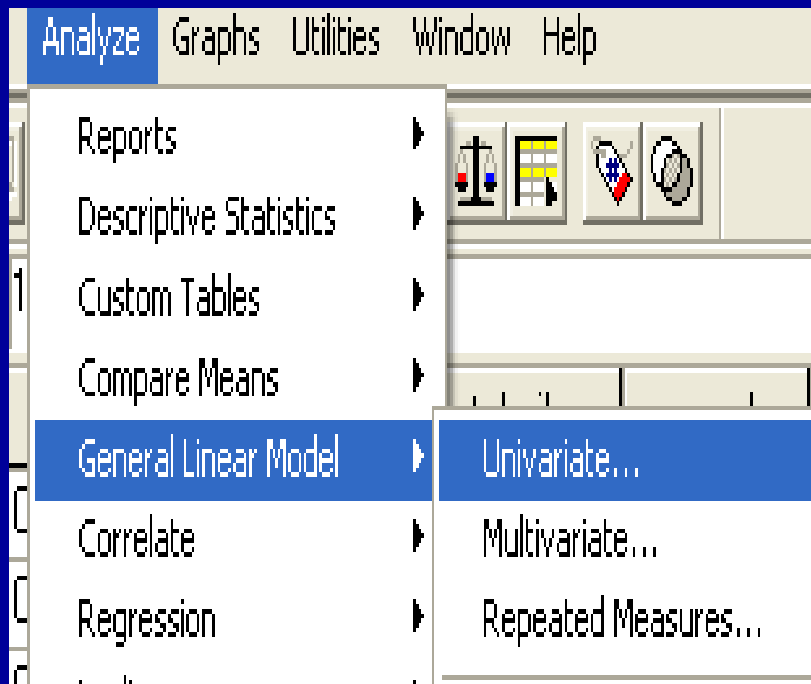 Analyze Graphs Utilities Window Help
Reports
Descriptive Statistics
1
Custom Tables
Compare Means
General Linear Model
Univariate...
Correlate
Multivariate...
Regression
Repeated Measures...